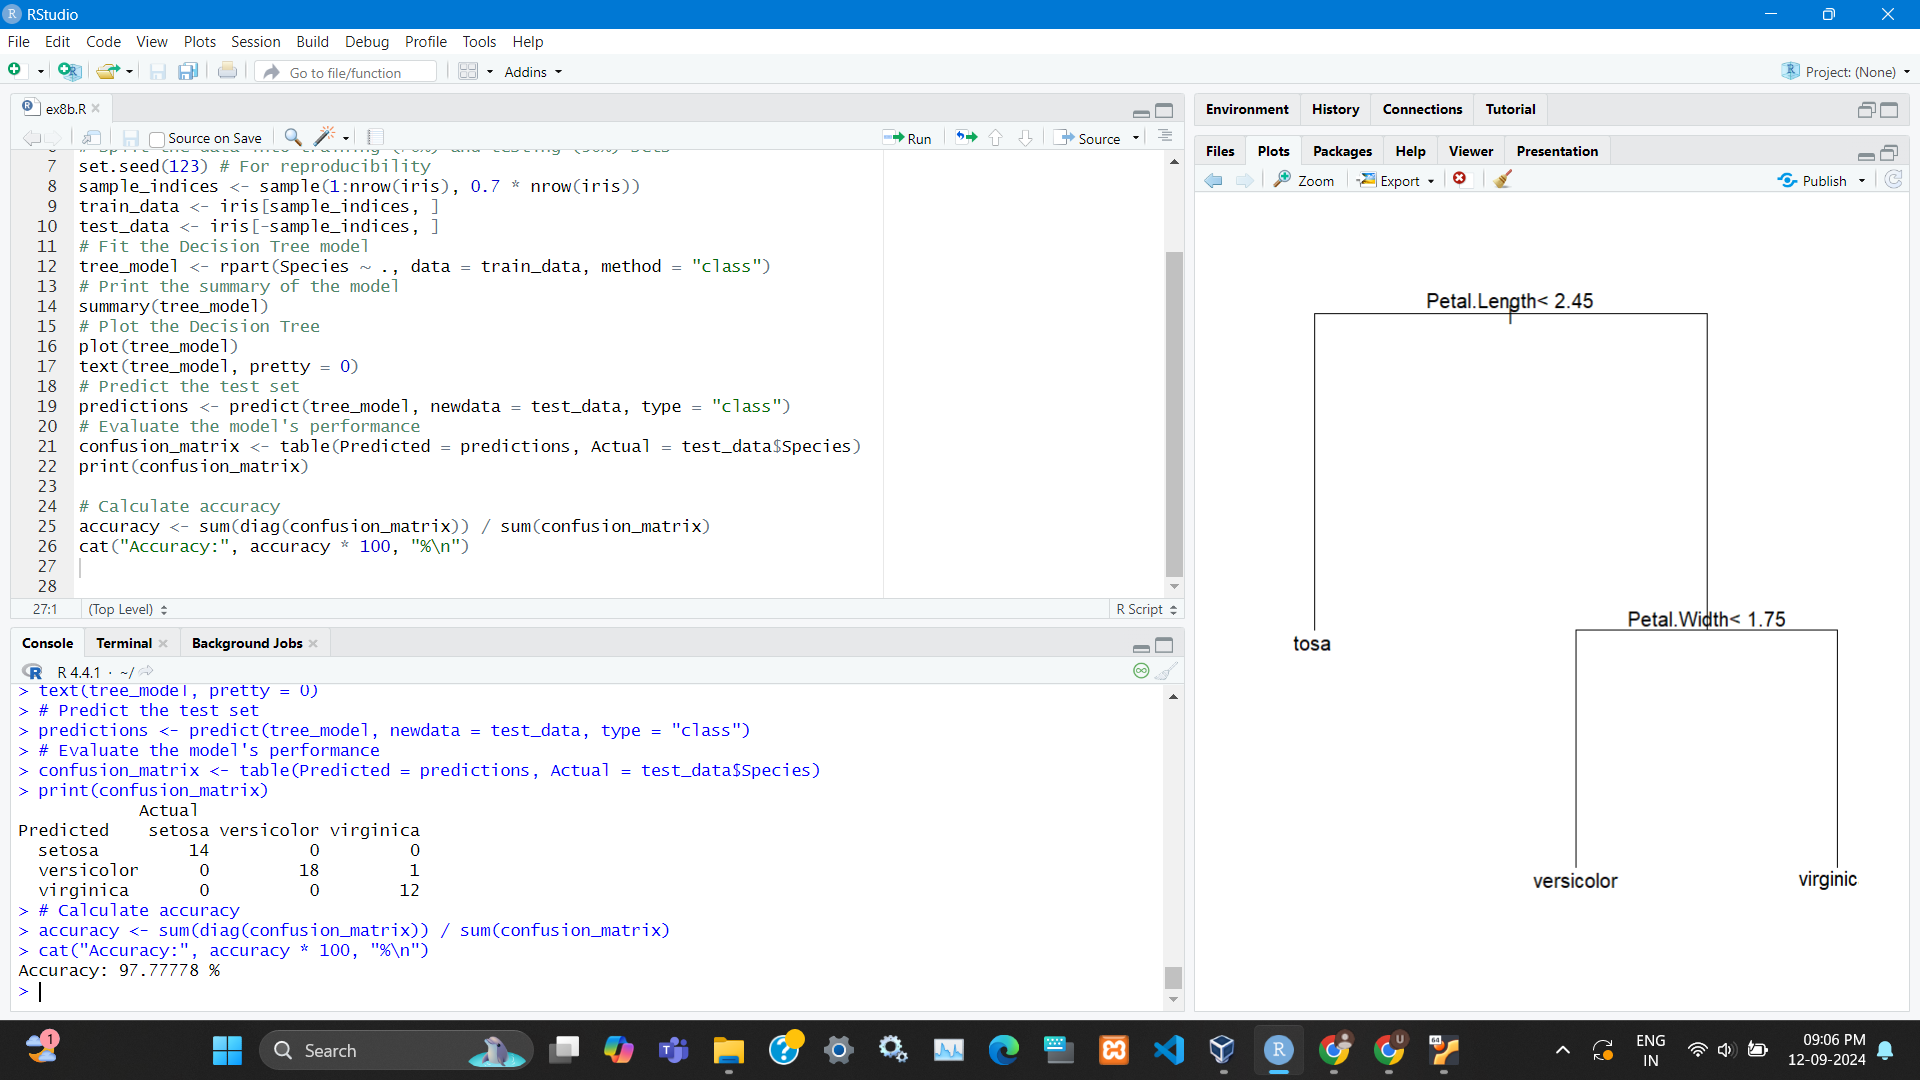 RStudio
File Edit Code View Plots Session Build Debug Profile Tools Help
Go to file/function
Addins
Project: (None)
ex8b.R
Source on Save
Run
Source
7 set.seed(123) # For reproducibility
8 sample_indices <- sample(1:nrow(iris), 0.7 * nrow(iris))
9 train_data <- iris[sample_indices, ]
10 test_data <- iris[-sample_indices, ]
11 # Fit the Decision Tree model
12 tree_model <- rpart(Species ~ ., data = train_data, method = "class")
13 # Print the summary of the model
14 summary(tree_model)
15 # Plot the Decision Tree
16 plot(tree_model)
17 text(tree_model, pretty = 0)
18 # Predict the test set
19 predictions <- predict(tree_model, newdata = test_data, type = "class")
20 # Evaluate the model's performance
21 confusion_matrix <- table(Predicted = predictions, Actual = test_data$Species)
22 print(confusion_matrix)
23
24 # Calculate accuracy
25 accuracy <- sum(diag(confusion_matrix)) / sum(confusion_matrix)
26 cat("Accuracy:", accuracy * 100, "%\n")
27
28
27:1 (Top Level) R Script
Console Terminal Background Jobs
R 4.4.1 · ~/
> text(tree_model, pretty = 0)
> # Predict the test set
> predictions <- predict(tree_model, newdata = test_data, type = "class")
> # Evaluate the model's performance
> confusion_matrix <- table(Predicted = predictions, Actual = test_data$Species)
> print(confusion_matrix)
Actual
Predicted setosa versicolor virginica
setosa 14 0 0
versicolor 0 18 1
virginica 0 0 12
> # Calculate accuracy
> accuracy <- sum(diag(confusion_matrix)) / sum(confusion_matrix)
> cat("Accuracy:", accuracy * 100, "%\n")
Accuracy: 97.77778 %
>
Environment History Connections Tutorial
Files Plots Packages Help Viewer Presentation
Zoom Export Publish
Petal.Length< 2.45
tosa
Petal.Width< 1.75
versicolor
virginic
1
Search
ENG
IN
09:06 PM
12-09-2024